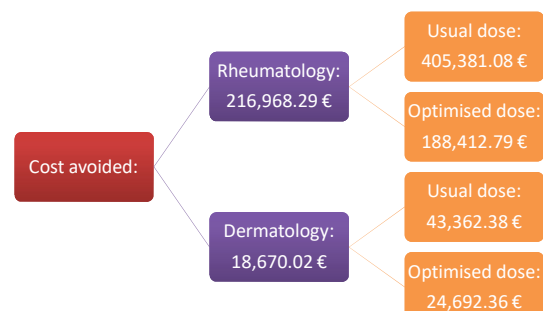 Cost avoided:
Rheumatology:
216,968.29 €
Usual dose:
405,381.08 €
Optimised dose:
188,412.79 €
Dermatology:
18,670.02 €
Usual dose:
43,362.38 €
Optimised dose:
24,692.36 €